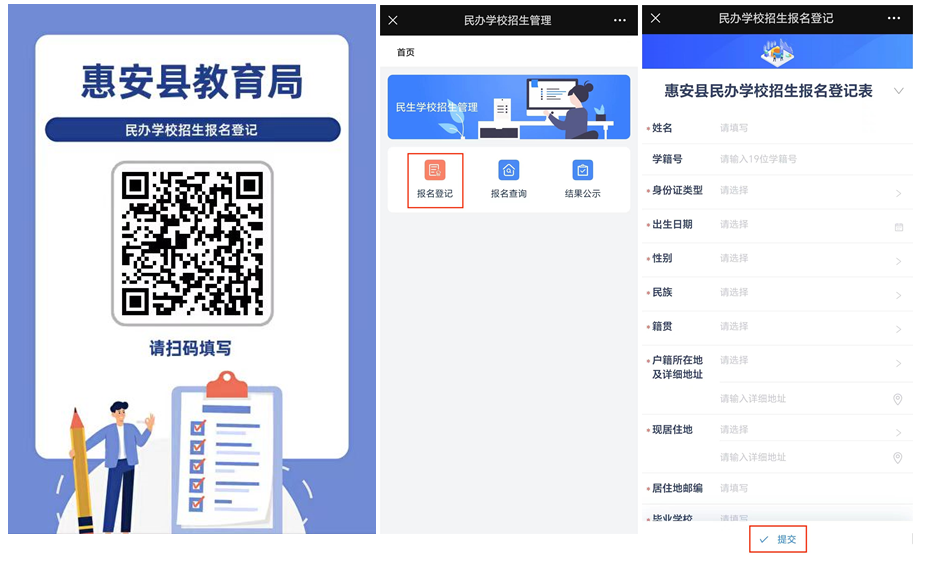 惠安县教育局
民办学校招生报名登记
请扫码填写
民办学校招生管理
首页
民生学校招生管理
报名登记
报名查询
结果公示
民办学校招生报名登记
惠安县民办学校招生报名登记表
*姓名 请填写
学籍号 请输入19位学籍号
*身份证类型 请选择
*出生日期 请选择
*性别 请选择
*民族 请选择
*籍贯 请选择
*户籍所在地 请选择
及详细地址
请输入详细地址
*现居住地 请选择
请输入详细地址
*居住地邮编 请填写
*毕业学校 请填写
提交